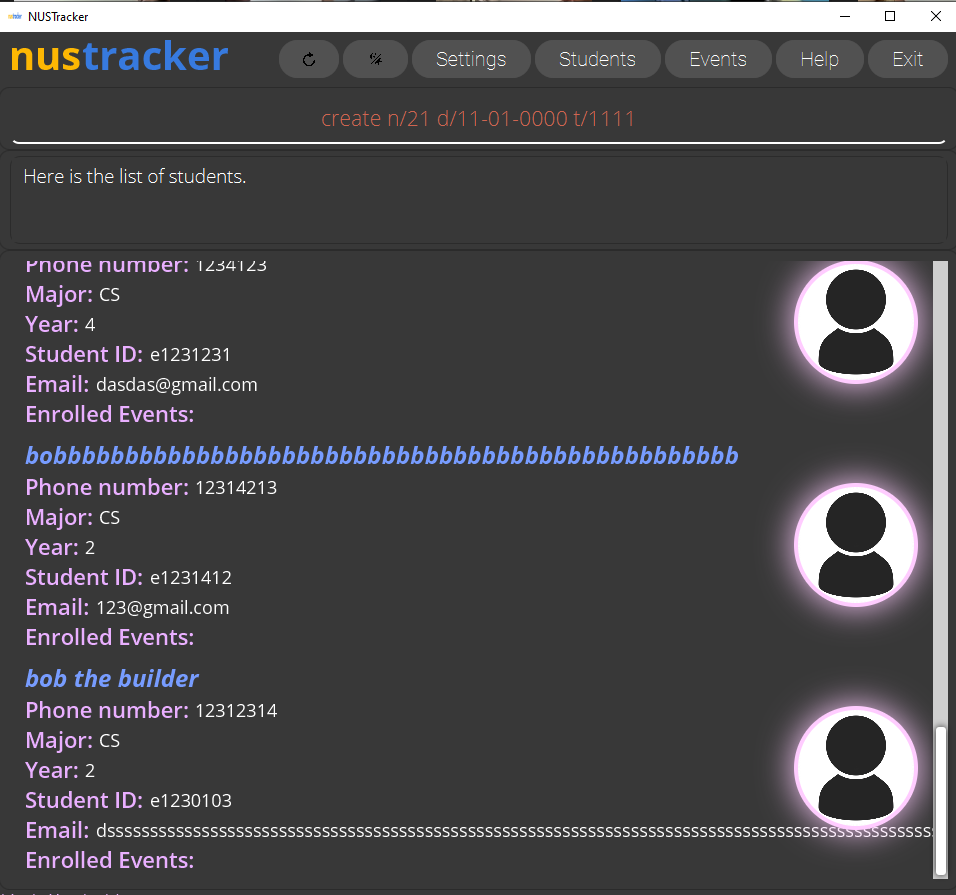 NUSTracker
nustracker
Settings Students Events Help Exit
create n/21 d/11-01-0000 t/1111
Here is the list of students.
Phone number: 1234123
Major: CS
Year: 4
Student ID: e1231231
Email: dasdas@gmail.com
Enrolled Events:
bobbbbbbbbbbbbbbbbbbbbbbbbbbbbbbbbbbbbbbbbbbbbbbbb
Phone number: 12314213
Major: CS
Year: 2
Student ID: e1231412
Email: 123@gmail.com
Enrolled Events:
bob the builder
Phone number: 12312314
Major: CS
Year: 2
Student ID: e1230103
Email:
Enrolled Events: